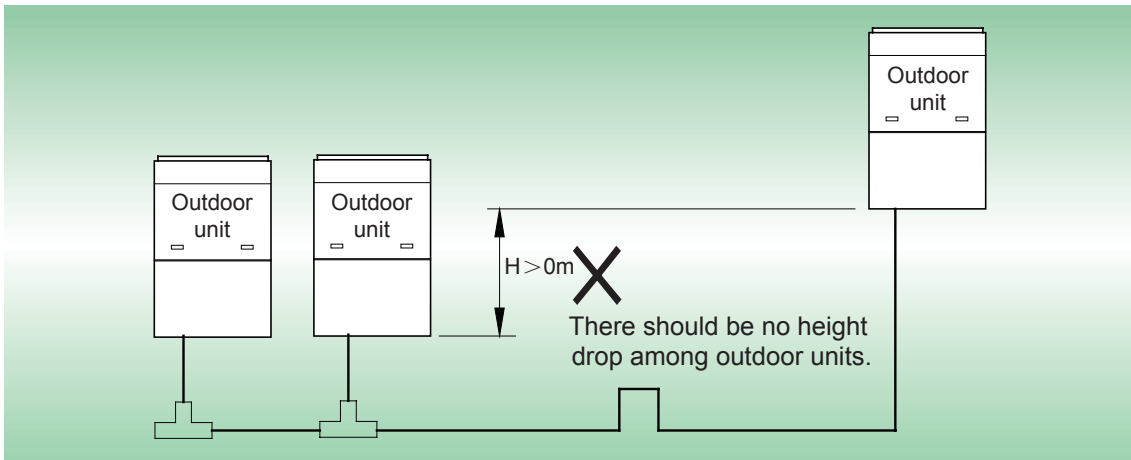 Outdoor
unit
Outdoor
unit
Outdoor
unit
H＞0m
There should be no height
drop among outdoor units.